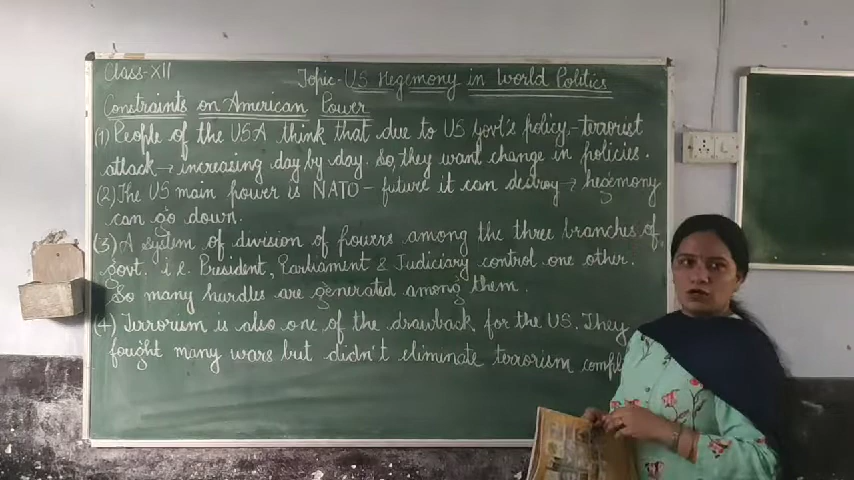 Class-XII
Topic-US Hegemony in World Politics
Constraints on American Power
(1) People of the USA think that due to US Govt's policy,-terrorist
attack→increasing day by day. So, they want change in policies.
(2) The US main power is NATO-future it can destroy→hegemony
can go down.
(3) A system of division of powers among the three branches of
govt. i.e. President, Parliament & Judiciary control one other.
So many hurdles are generated among them.
(4) Terrorism is also one of the drawback for the US. They
fought many wars but didn't eliminate terrorism